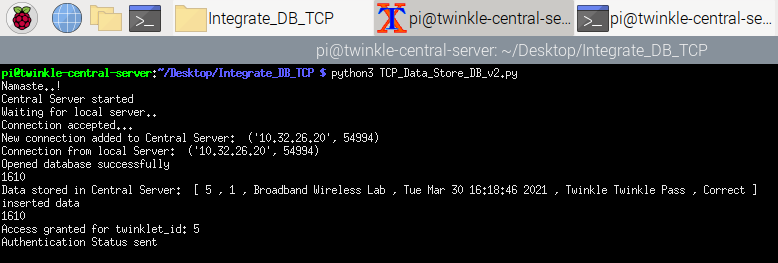 Integrate_DB_TCP
pi@twinkle-central-se...
pi@twinkle-central-se...
pi@twinkle-central-server: ~/Desktop/Integrate_DB_TCP
pi@twinkle-central-server:~/Desktop/Integrate_DB_TCP $ python3 TCP_Data_Store_DB_v2.py
Namaste..!
Central Server started
Waiting for local server..
Connection accepted...
New connection added to Central Server:  ('10.32.26.20', 54994)
Connection from local Server:  ('10.32.26.20', 54994)
Opened database successfully
1610
Data stored in Central Server:  [ 5 , 1 , Broadband Wireless Lab , Tue Mar 30 16:18:46 2021 , Twinkle Twinkle Pass , Correct ]
inserted data
1610
Access granted for twinklet_id: 5
Authentication Status sent